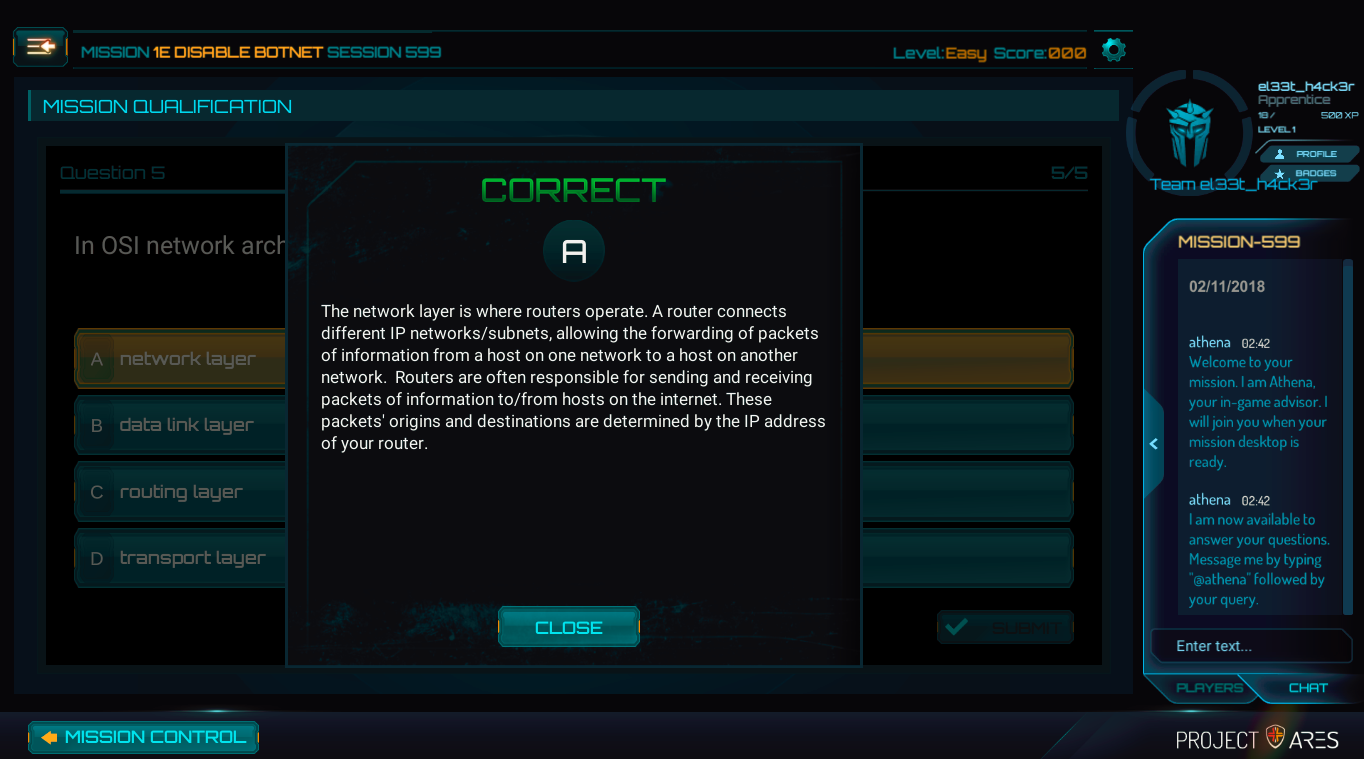 MISSION 1E DISABLE BOTNET SESSION 599
Level:Easy Score:000
MISSION QUALIFICATION
el33t_h4ck3r
Apprentice
18 / 500 XP
LEVEL 1
PROFILE
BADGES
Team el33t_h4ck3r
Question 5
5/5
In OSI network arch
A network layer
B data link layer
C routing layer
D transport layer
SUBMIT
CORRECT
A
The network layer is where routers operate. A router connects
different IP networks/subnets, allowing the forwarding of packets
of information from a host on one network to a host on another
network. Routers are often responsible for sending and receiving
packets of information to/from hosts on the internet. These
packets' origins and destinations are determined by the IP address
of your router.
CLOSE
MISSION-599
02/11/2018
athena 02:42
Welcome to your
mission. I am Athena,
your in-game advisor. I
will join you when your
mission desktop is
ready.
athena 02:42
I am now available to
answer your questions.
Message me by typing
"@athena" followed by
your query.
Enter text...
PLAYERS
CHAT
MISSION CONTROL
PROJECT ARES